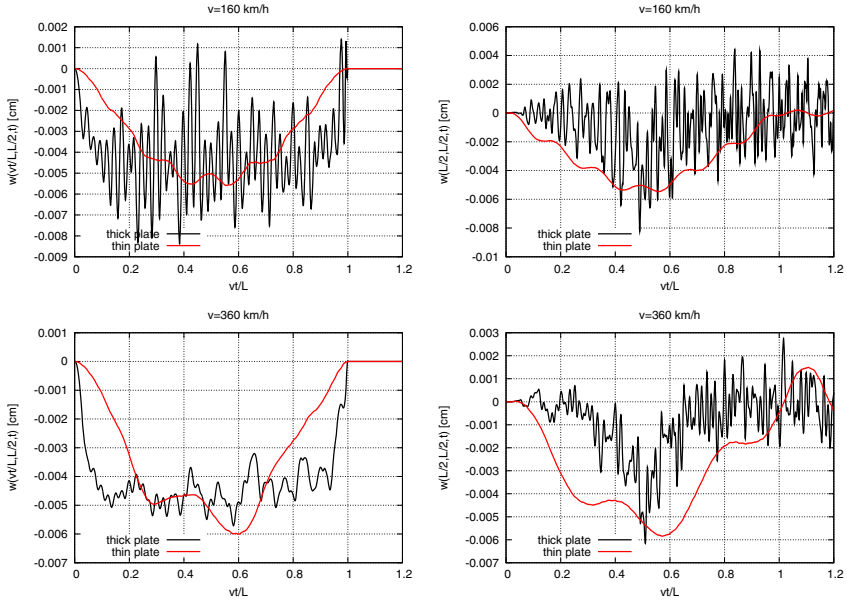 v=160 km/h
w(vt/L,L/2,t) [cm]
0.002
0.001
0
-0.001
-0.002
-0.003
-0.004
-0.005
-0.006
-0.007
-0.008
-0.009
thick plate
thin plate
0 0.2 0.4 0.6 0.8 1 1.2
vt/L
v=160 km/h
w(L/2,L/2,t) [cm]
0.006
0.004
0.002
0
-0.002
-0.004
-0.006
-0.008
-0.01
thick plate
thin plate
0 0.2 0.4 0.6 0.8 1 1.2
vt/L
v=360 km/h
w(vt/L,L/2,t) [cm]
0.001
0
-0.001
-0.002
-0.003
-0.004
-0.005
-0.006
-0.007
thick plate
thin plate
0 0.2 0.4 0.6 0.8 1 1.2
vt/L
v=360 km/h
w(L/2,L/2,t) [cm]
0.003
0.002
0.001
0
-0.001
-0.002
-0.003
-0.004
-0.005
-0.006
-0.007
thick plate
thin plate
0 0.2 0.4 0.6 0.8 1 1.2
vt/L